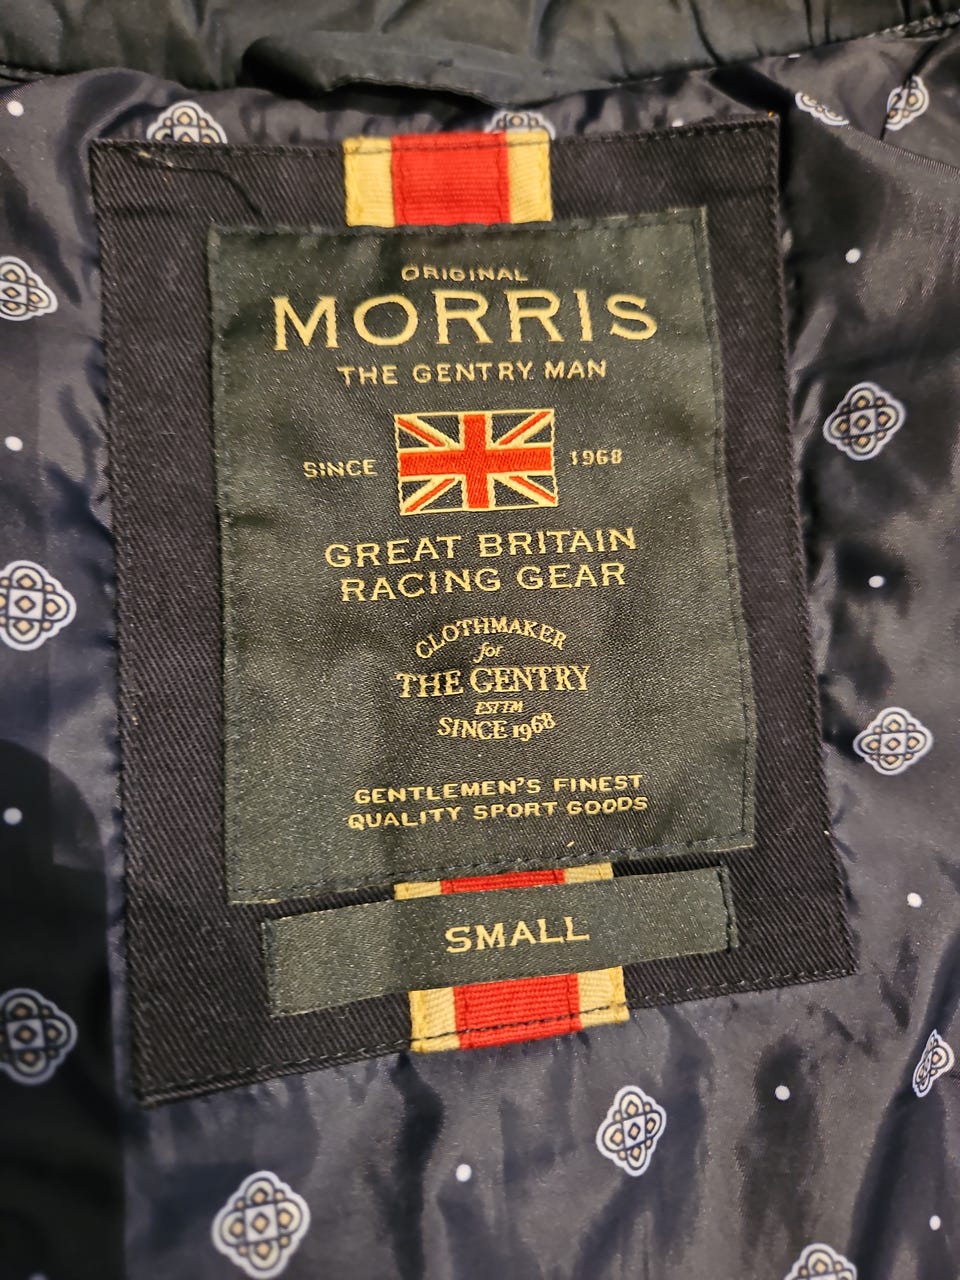 ORIGINAL
MORRIS
THE GENTRY MAN
SINCE 1968
GREAT BRITAIN
RACING GEAR
CLOTHMAKER
for
THE GENTRY
ESTTM
SINCE 1968
GENTLEMEN'S FINEST
QUALITY SPORT GOODS
SMALL